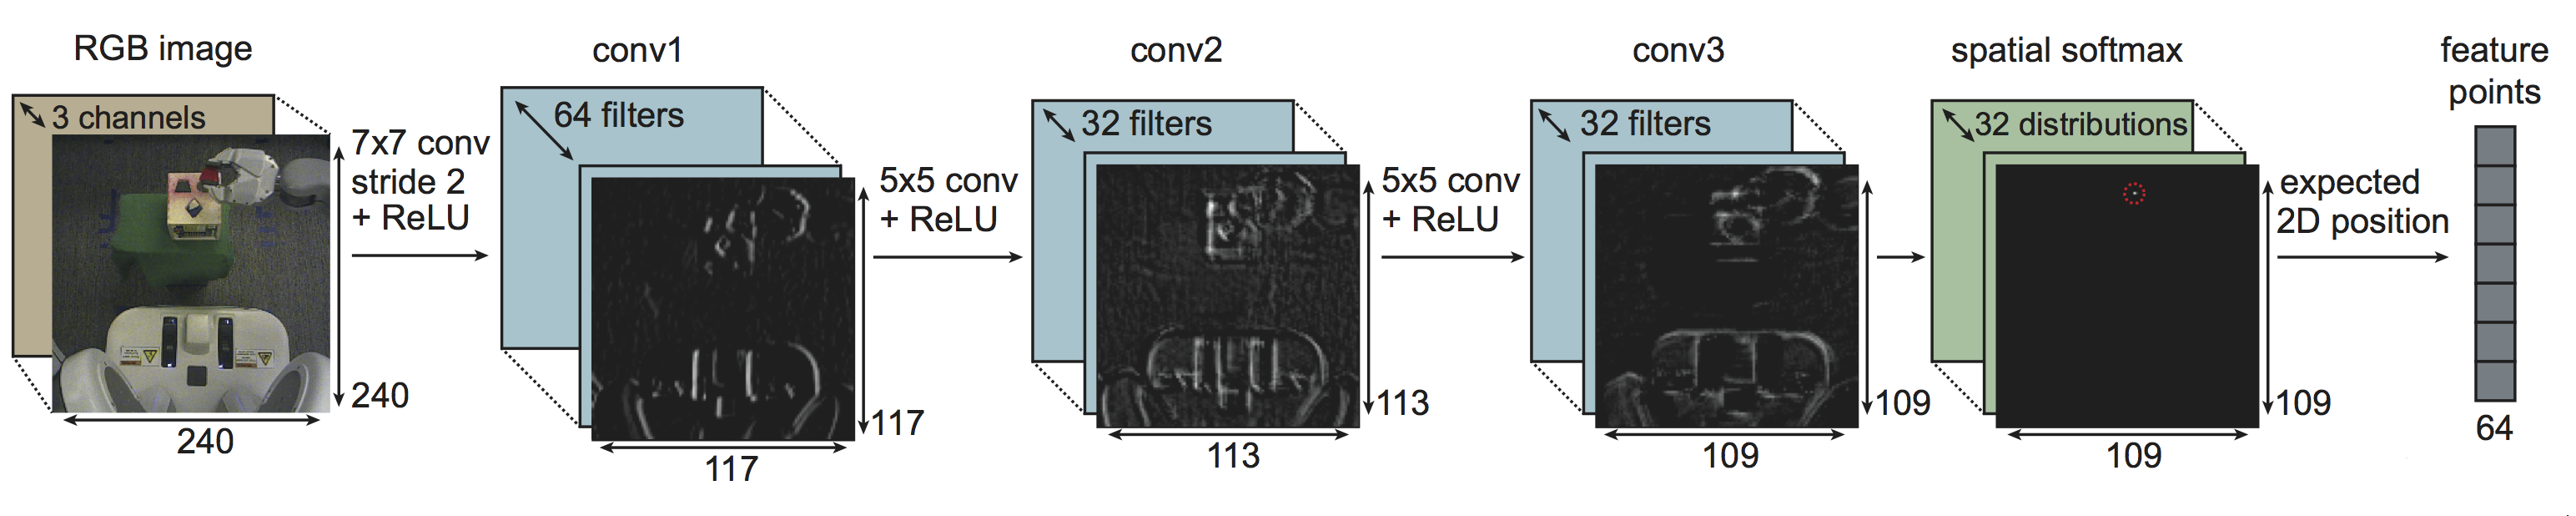 RGB image
3 channels
240
240
7x7 conv
stride 2
+ ReLU
conv1
64 filters
117
117
5x5 conv
+ ReLU
conv2
32 filters
113
113
5x5 conv
+ ReLU
conv3
32 filters
109
109
spatial softmax
32 distributions
109
109
expected
2D position
feature
points
64